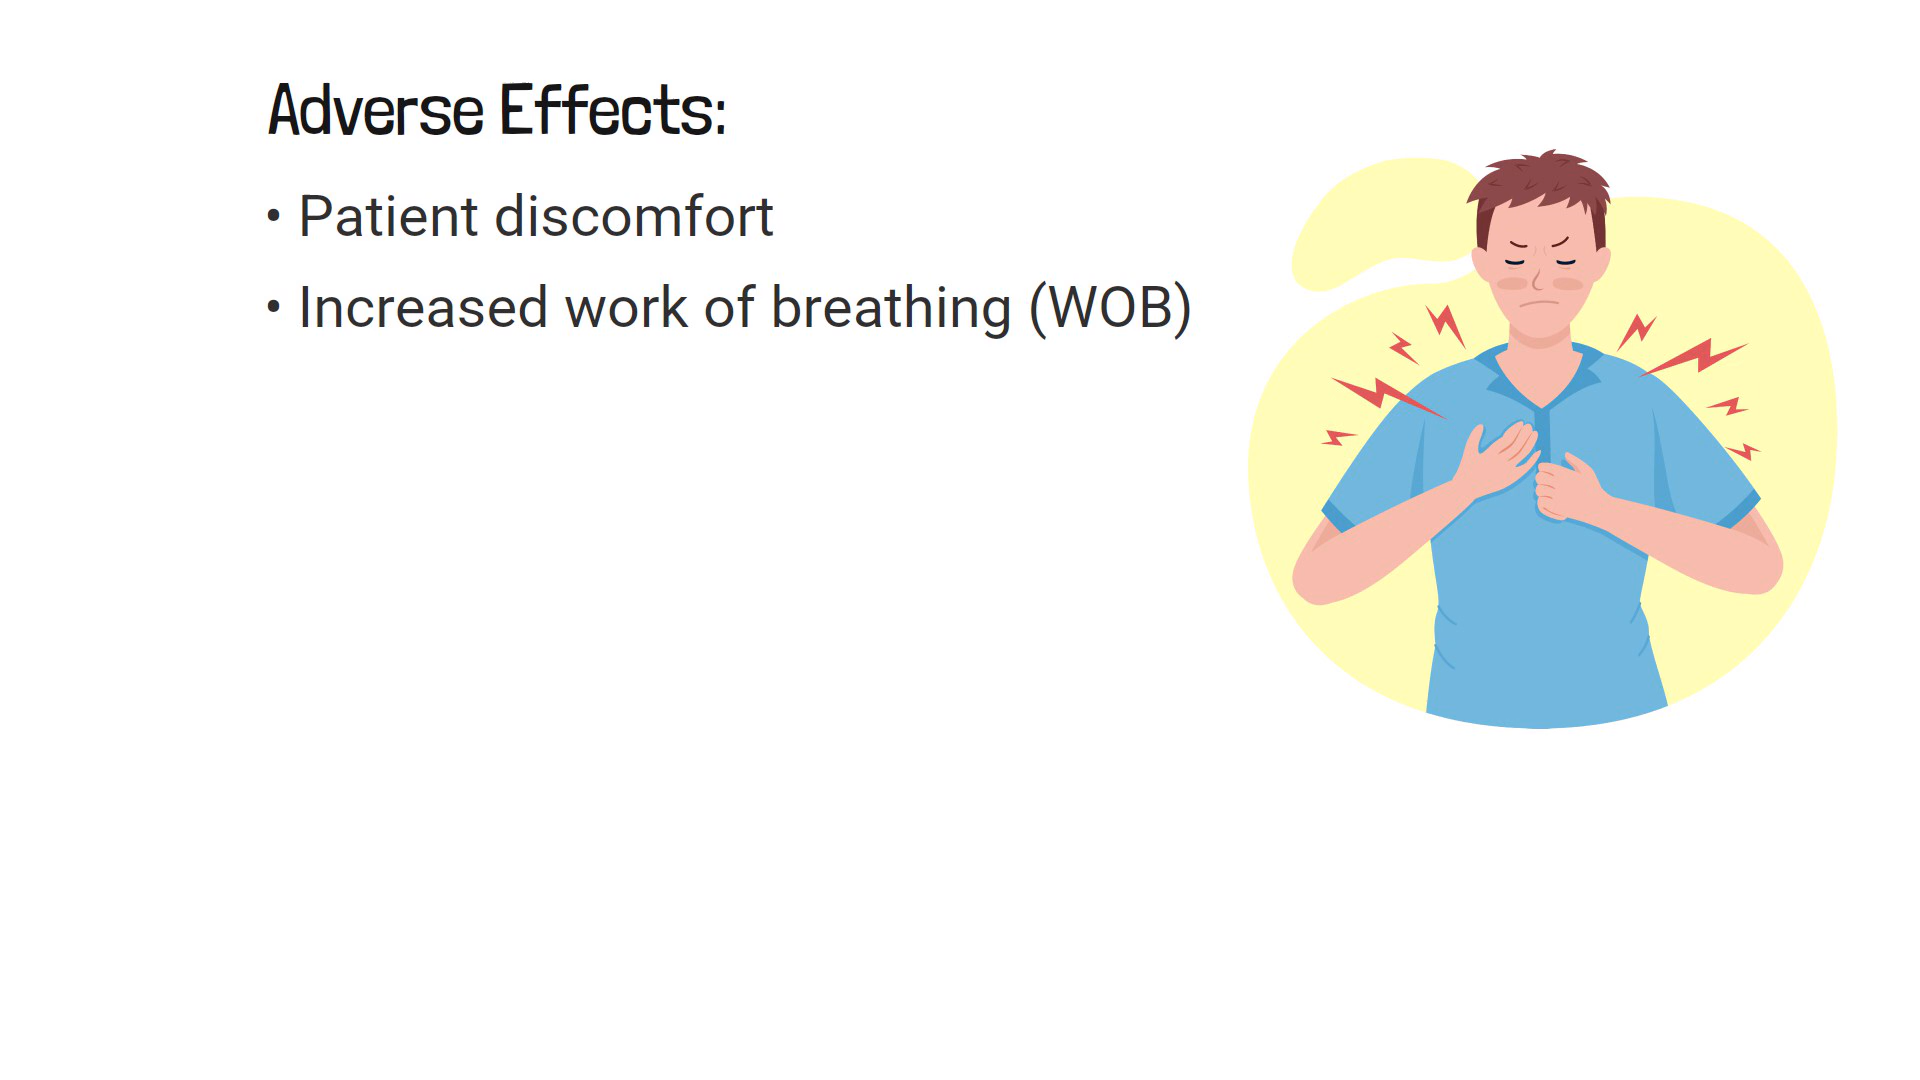 Adverse Effects:
• Patient discomfort
• Increased work of breathing (WOB)